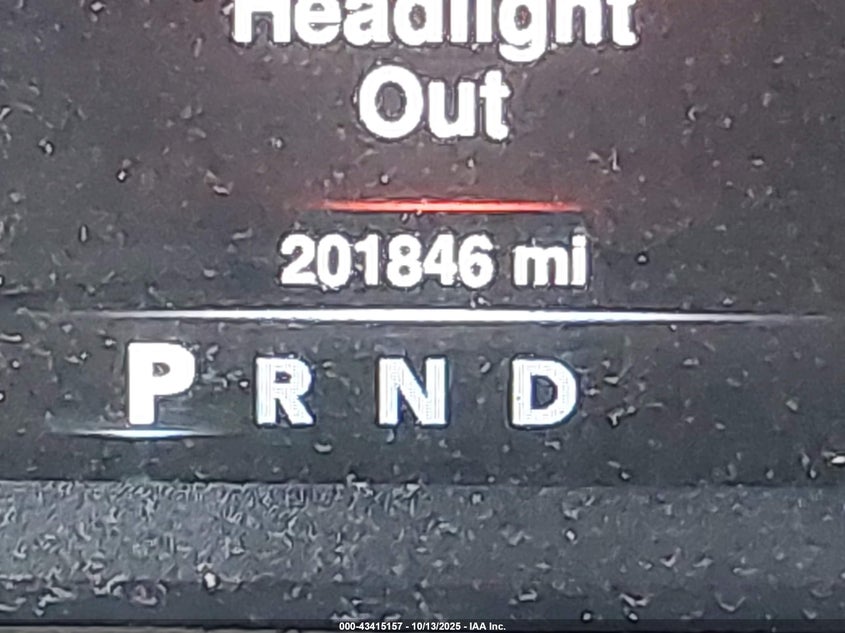 Headlight
Out
201846 mi
P R N D
000-43415157 - 10/13/2025 - IAA Inc.